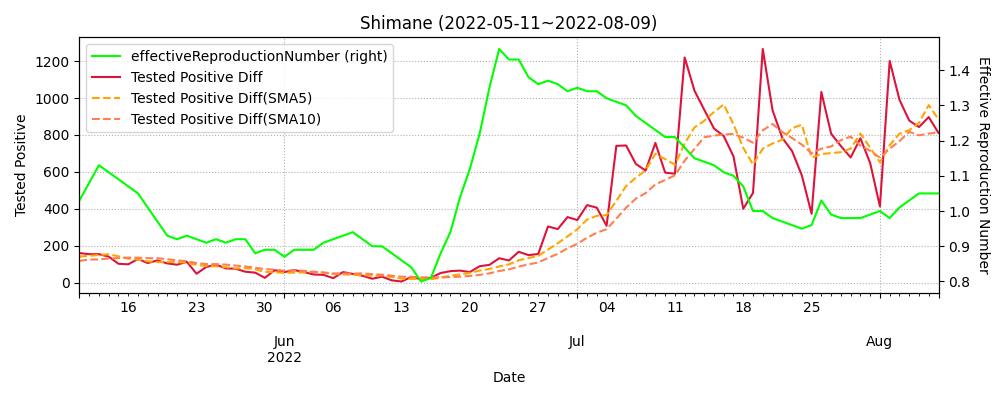 Shimane (2022-05-11~2022-08-09)
effectiveReproductionNumber (right)
Tested Positive Diff
Tested Positive Diff(SMA5)
Tested Positive Diff(SMA10)
Tested Positive
1200
1000
800
600
400
200
0
1.4
1.3
1.2
1.1
1.0
0.9
0.8
Effective Reproduction Number
16 23 30 06 13 20 27 04 11 18 25
Jun Jul Aug
2022
Date